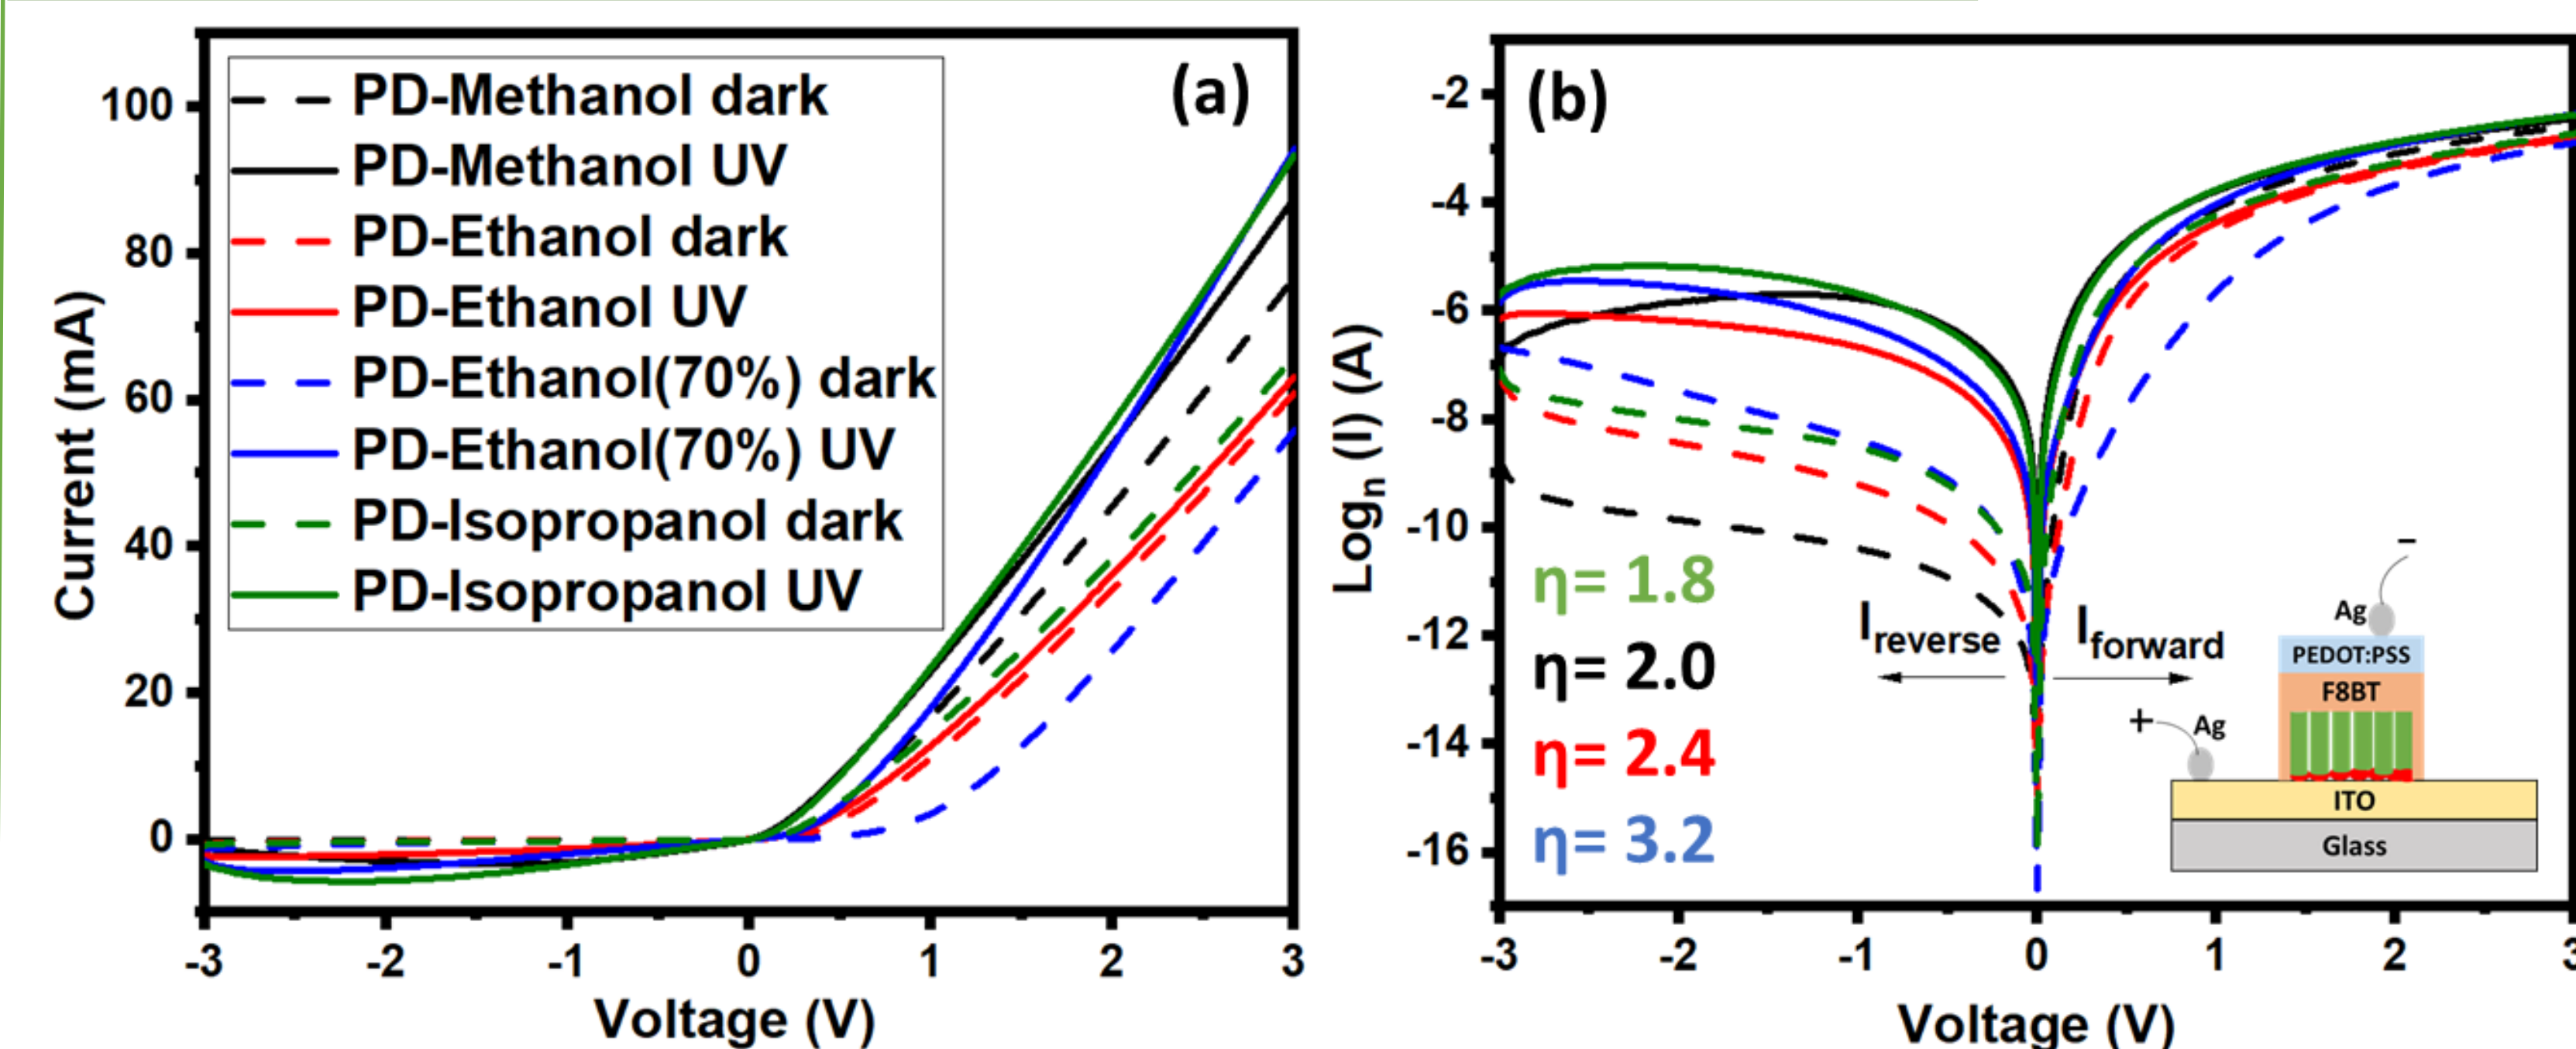 (a)
PD-Methanol dark
PD-Methanol UV
PD-Ethanol dark
PD-Ethanol UV
PD-Ethanol(70%) dark
PD-Ethanol(70%) UV
PD-Isopropanol dark
PD-Isopropanol UV
100
80
60
40
20
0
Current (mA)
-3 -2 -1 0 1 2 3
Voltage (V)
(b)
-2
-4
-6
-8
-10
-12
-14
-16
Logn (I) (A)
η= 1.8
η= 2.0
η= 2.4
η= 3.2
Ireverse
Iforward
−
Ag
PEDOT:PSS
F8BT
+ Ag
ITO
Glass
-3 -2 -1 0 1 2 3
Voltage (V)